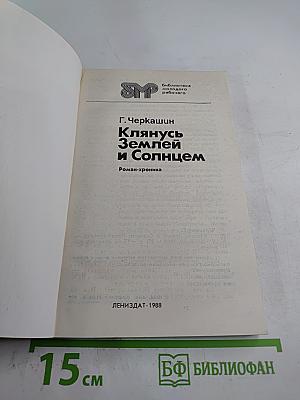 БМР
библиотека
молодого
рабочего
Г. Черкашин
Клянусь
Землей
и Солнцем
Роман-хроника
ЛЕНИЗДАТ·1988
15 см
БФ БИБЛИОФАН